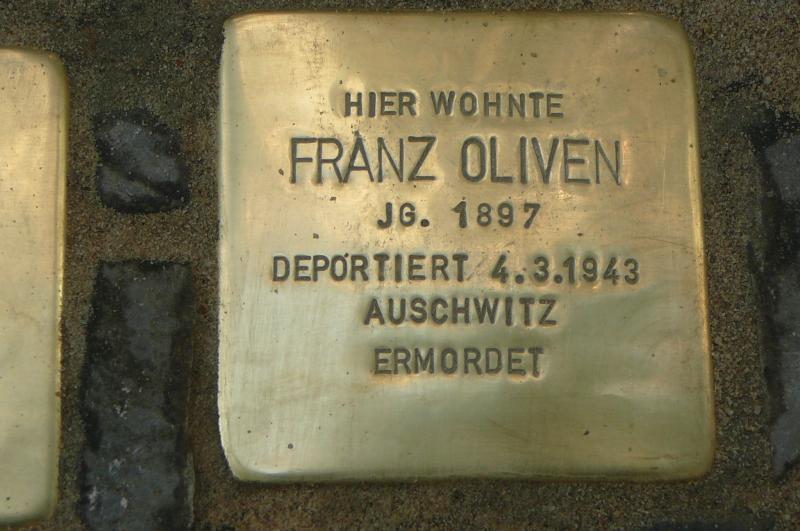 HIER WOHNTE
FRANZ OLIVEN
JG. 1897
DEPORTIERT 4.3.1943
AUSCHWITZ
ERMORDET